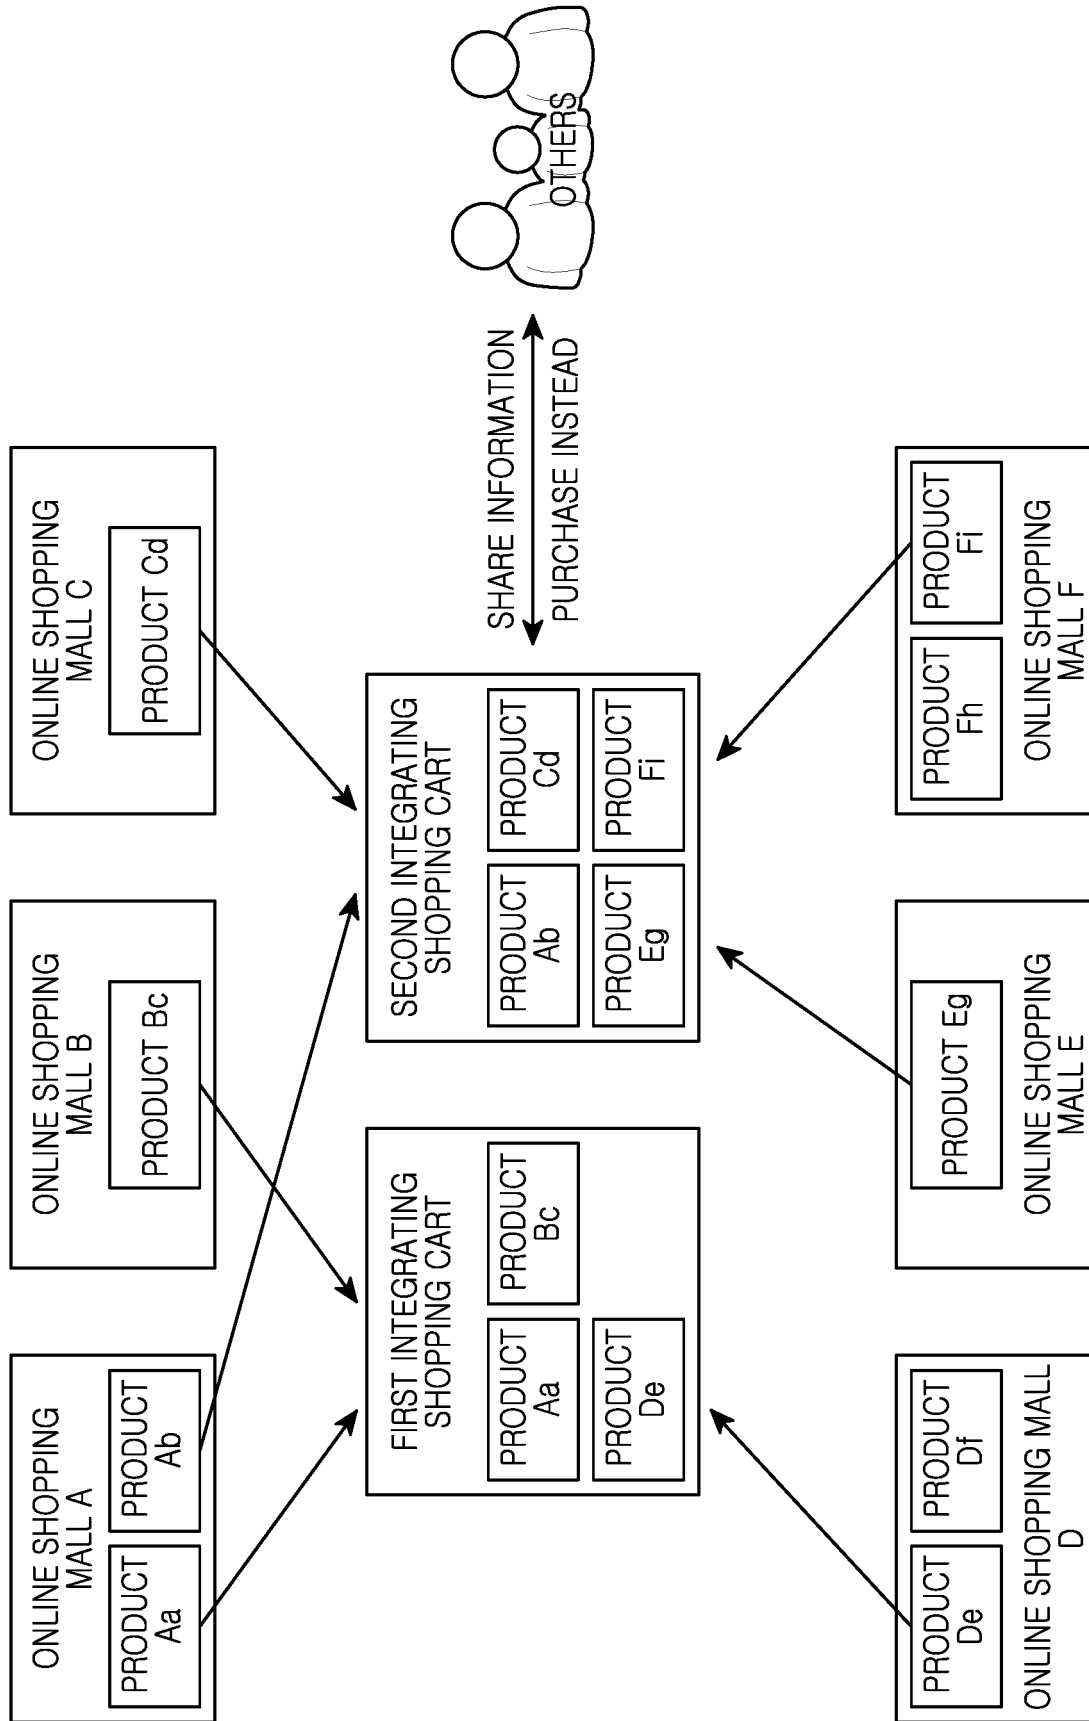 ONLINE SHOPPING
MALL A
PRODUCT
Aa
PRODUCT
Ab
ONLINE SHOPPING
MALL B
PRODUCT Bc
ONLINE SHOPPING
MALL C
PRODUCT Cd
FIRST INTEGRATING
SHOPPING CART
PRODUCT
Aa
PRODUCT
Bc
PRODUCT
De
SECOND INTEGRATING
SHOPPING CART
PRODUCT
Ab
PRODUCT
Cd
PRODUCT
Eg
PRODUCT
Fi
SHARE INFORMATION
PURCHASE INSTEAD
OTHERS
PRODUCT
De
PRODUCT
Df
ONLINE SHOPPING MALL
D
PRODUCT Eg
ONLINE SHOPPING
MALL E
PRODUCT
Fh
PRODUCT
Fi
ONLINE SHOPPING
MALL F